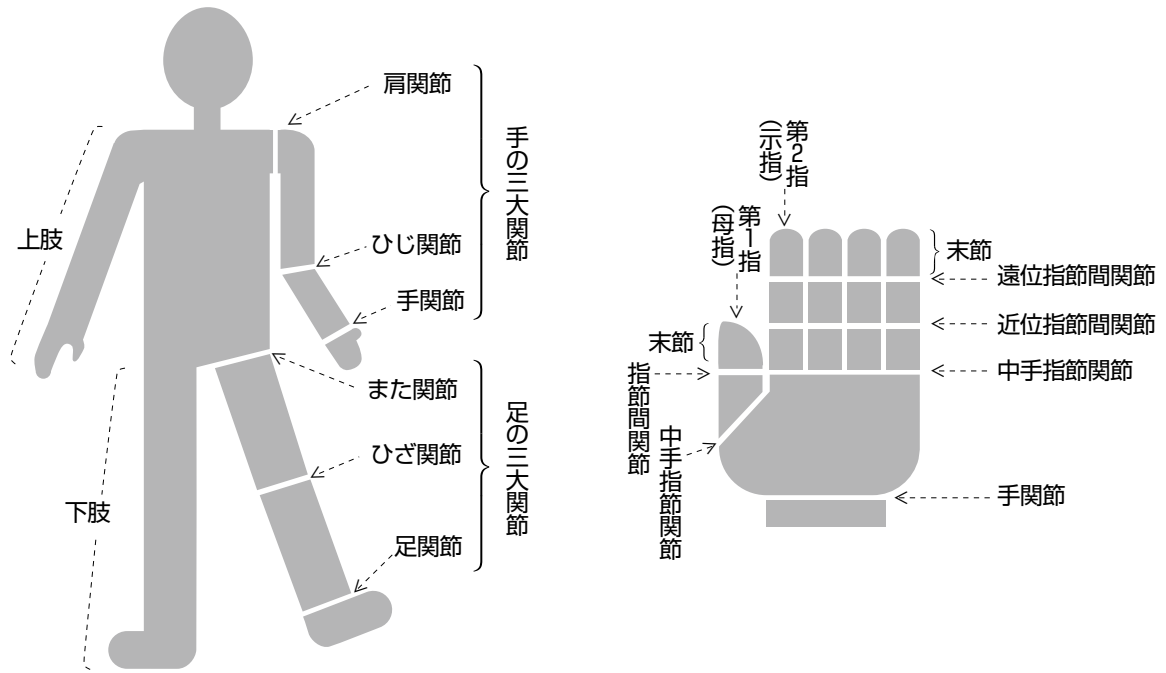 肩関節
ひじ関節
手関節
手の三大関節
上肢
また関節
ひざ関節
足関節
足の三大関節
下肢
第2指
(示指)
第1指
(母指)
末節
遠位指節間関節
近位指節間関節
中手指節関節
末節
指節間関節
中手指節関節
手関節